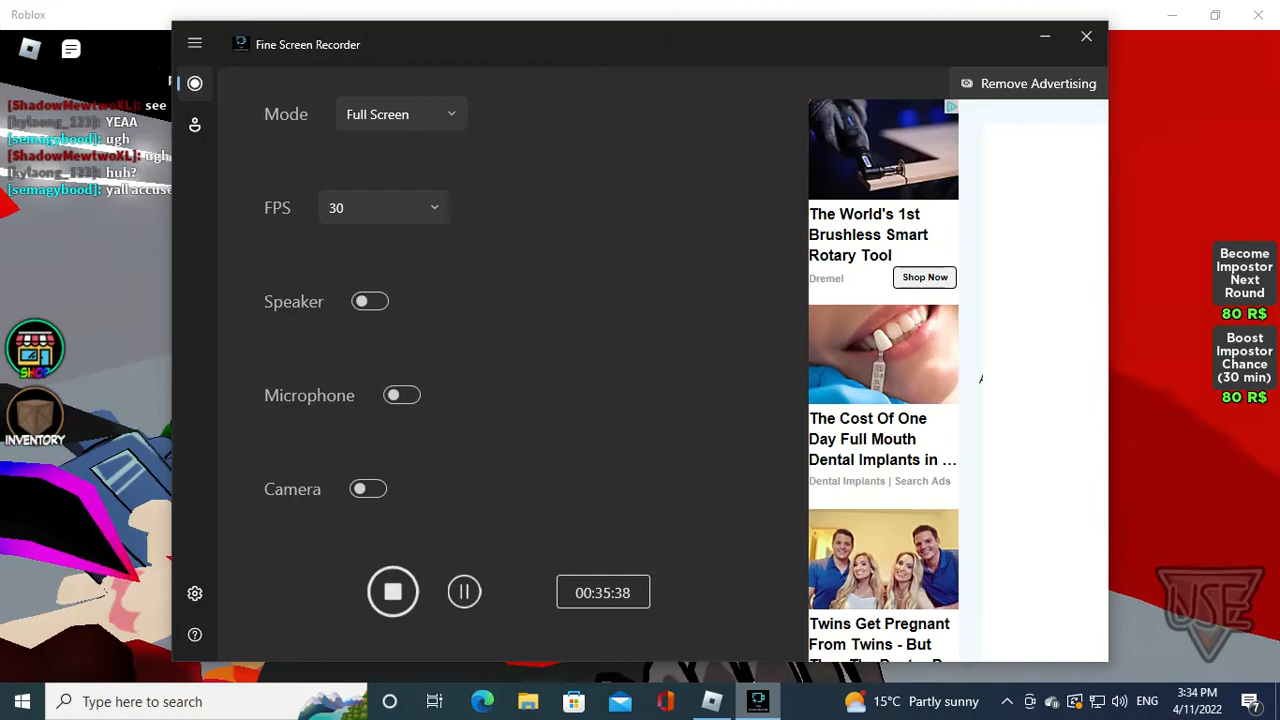 Roblox
Fine Screen Recorder
Remove Advertising
[ShadowMewtwoXL]: see
[kylaong_123]: YEAA
[semagybood]: ugh
[ShadowMewtwoXL]: ugh
[kylaong_123]: huh?
[semagybood]: yall accuse
SHOP
INVENTORY
Mode
Full Screen
FPS
30
Speaker
Microphone
Camera
00:35:38
The World's 1st
Brushless Smart
Rotary Tool
Dremel
Shop Now
The Cost Of One
Day Full Mouth
Dental Implants in ...
Dental Implants | Search Ads
Twins Get Pregnant
From Twins - But
Become
Impostor
Next
Round
80 R$
Boost
Impostor
Chance
(30 min)
80 R$
Type here to search
15°C Partly sunny
ENG
3:34 PM
4/11/2022
7